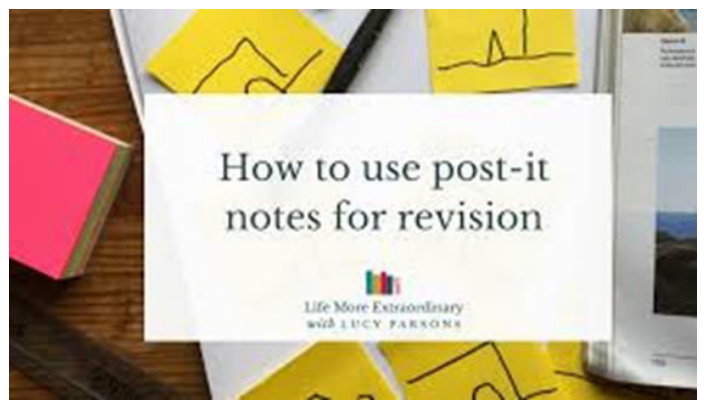 How to use post-it
notes for revision
Life More Extraordinary
with LUCY PARSONS